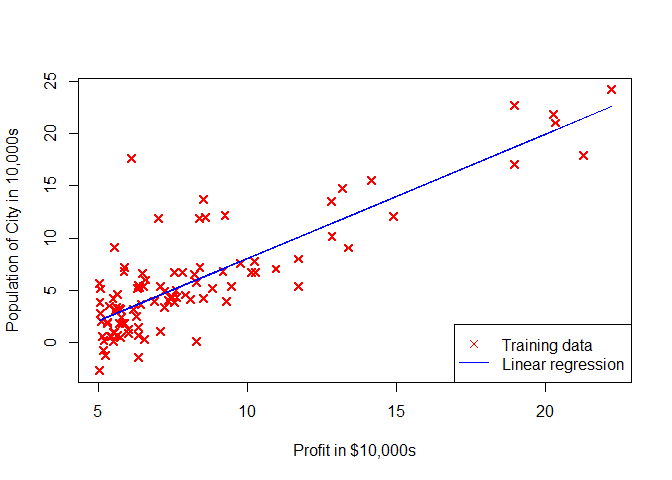 Population of City in 10,000s
25
20
15
10
5
0
5
10
15
20
Profit in $10,000s
Training data
Linear regression